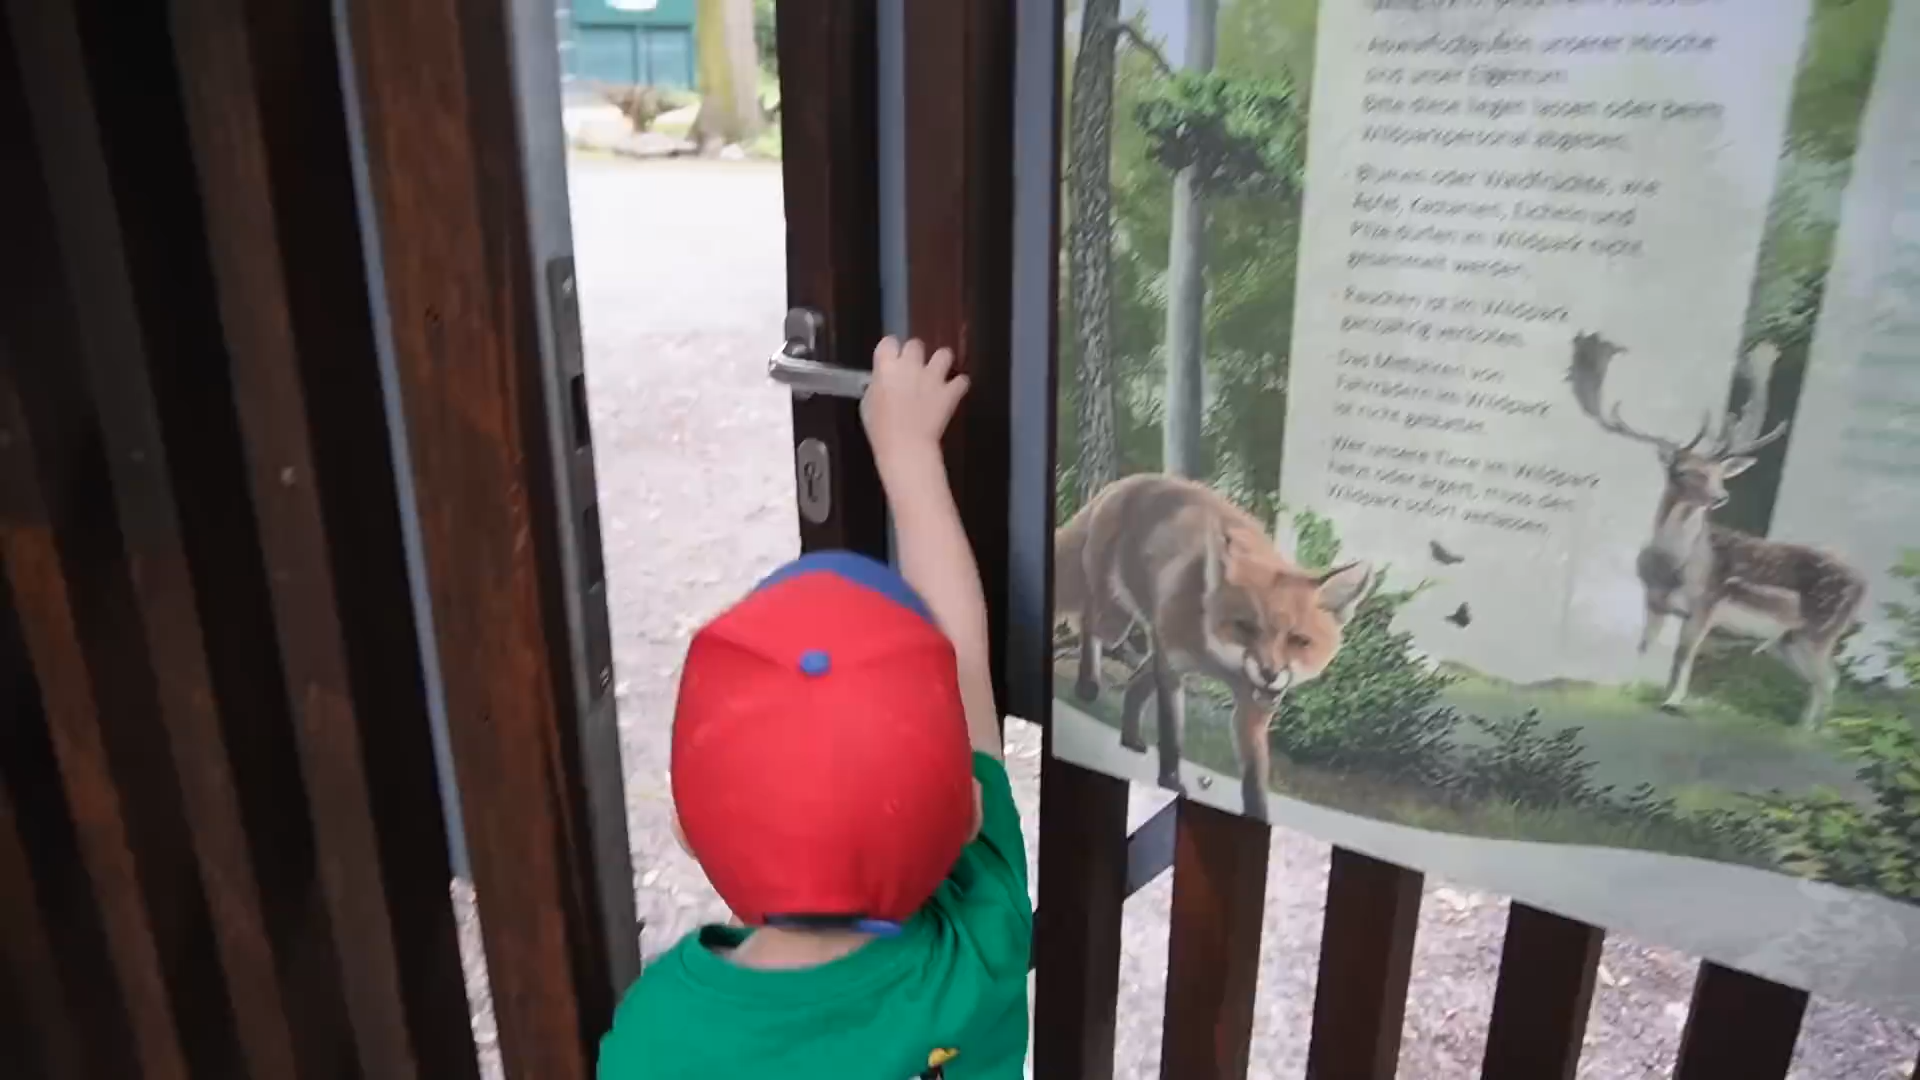 Abwurfstangen unserer Hirsche
sind unser Eigentum.
Bitte diese liegen lassen oder beim
Wildparkpersonal abgeben.
- Blumen oder Waldfrüchte, wie
Äpfel, Kastanien, Eicheln und
Pilze dürfen im Wildpark nicht
gesammelt werden.
- Rauchen ist im Wildpark
ganzjährig verboten.
- Das Mitführen von
Fahrrädern im Wildpark
ist nicht gestattet.
- Wer unsere Tiere im Wildpark
hetzt oder ärgert, muss den
Wildpark sofort verlassen.